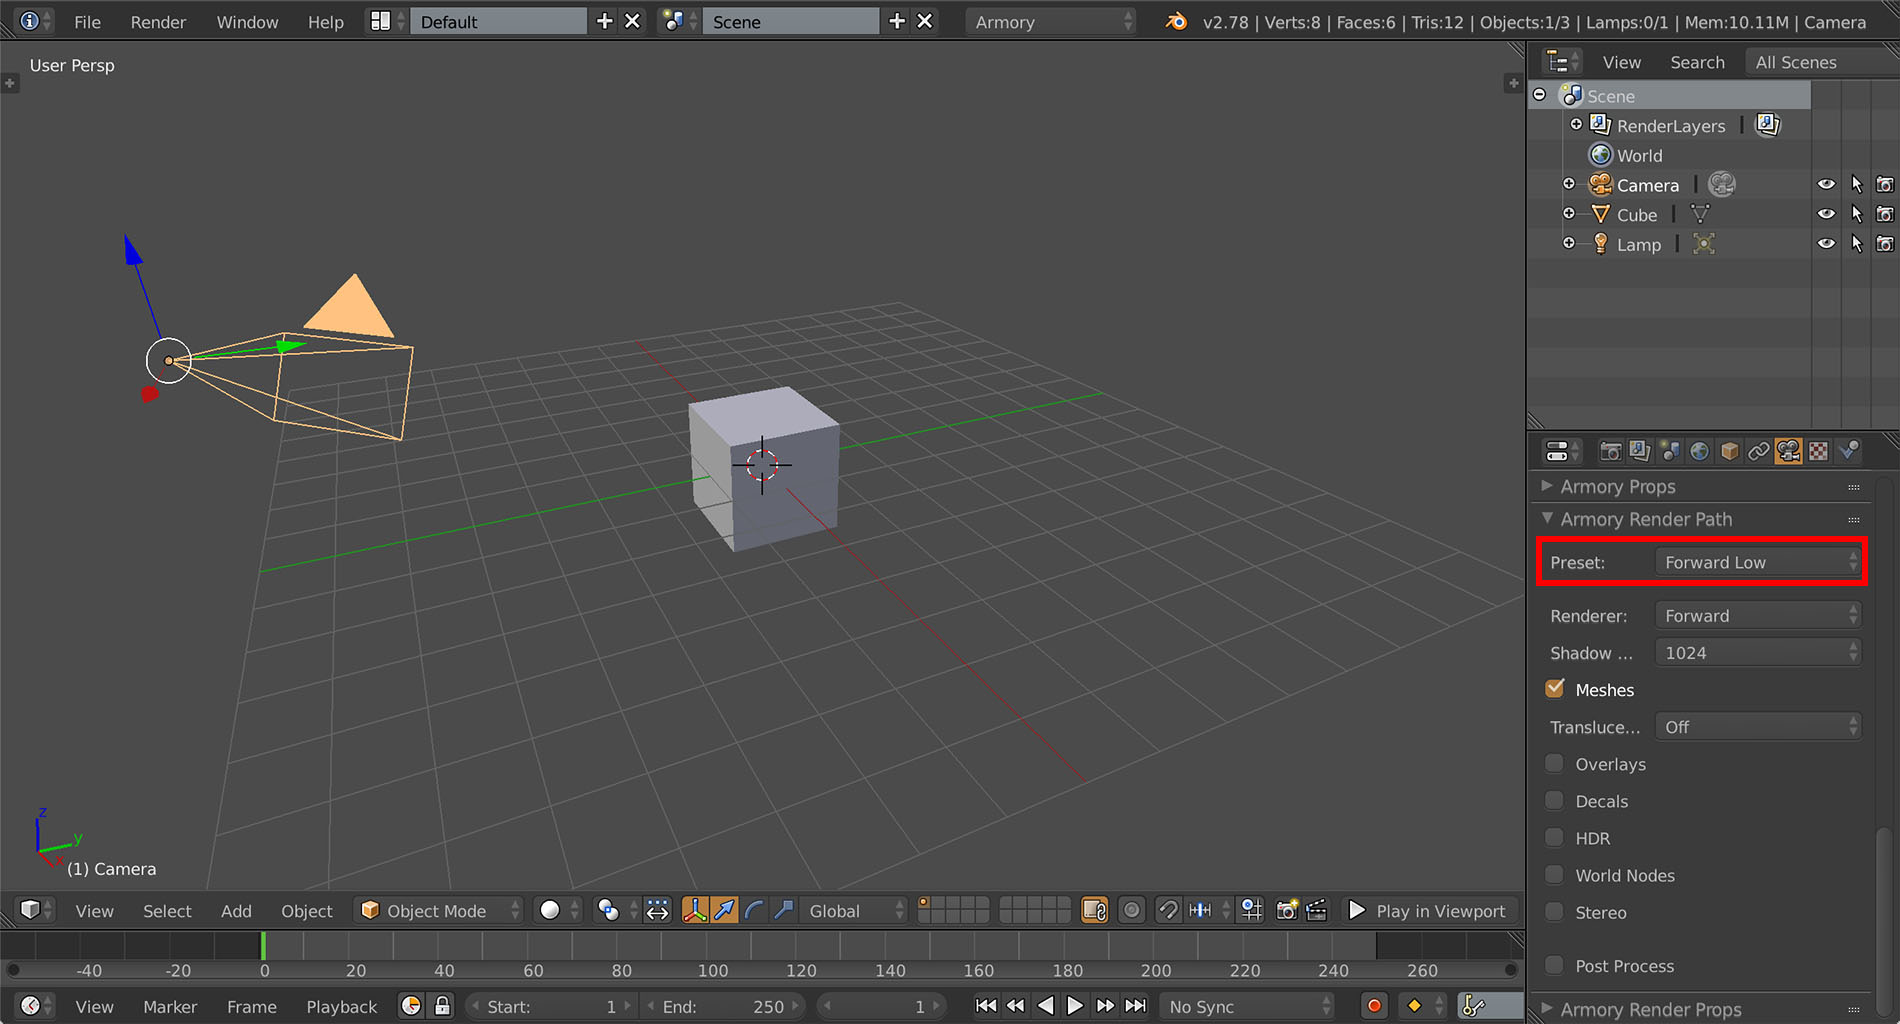 File Render Window Help Default Scene Armory v2.78 | Verts:8 | Faces:6 | Tris:12 | Objects:1/3 | Lamps:0/1 | Mem:10.11M | Camera
User Persp
View Search All Scenes
Scene
RenderLayers
World
Camera
Cube
Lamp
Armory Props
Armory Render Path
Preset: Forward Low
Renderer: Forward
Shadow ... 1024
Meshes
Transluce... Off
Overlays
Decals
HDR
World Nodes
Stereo
Post Process
Armory Render Props
z
y
x
(1) Camera
View Select Add Object Object Mode Global Play in Viewport
-40 -20 0 20 40 60 80 100 120 140 160 180 200 220 240 260
View Marker Frame Playback Start: 1 End: 250 1 No Sync